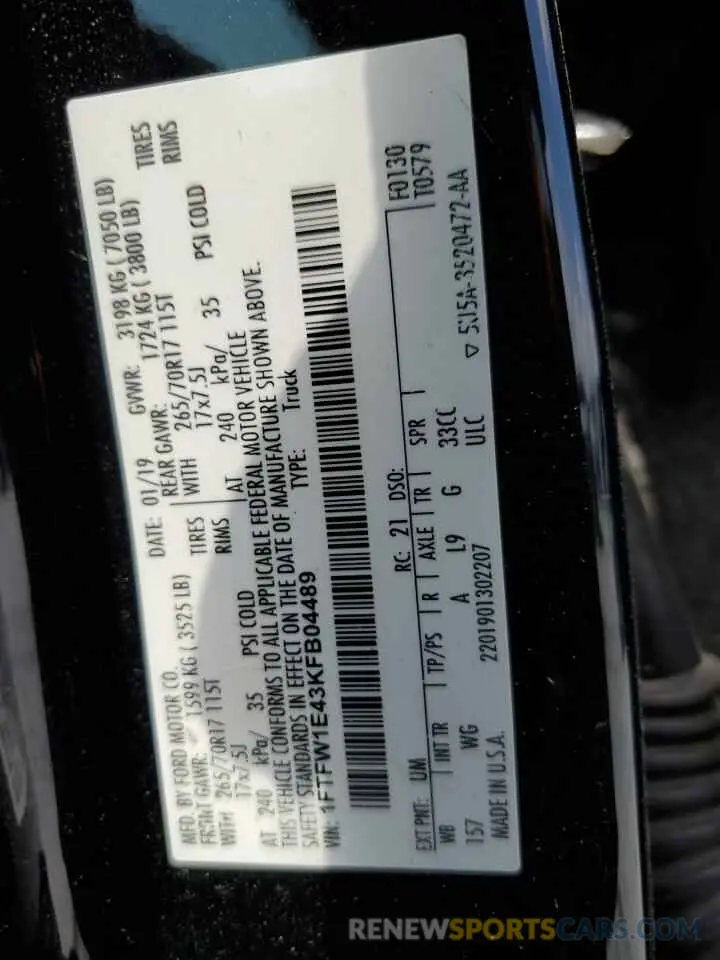 MFD. BY FORD MOTOR CO.
DATE: 01/19 GVWR: 3198 KG ( 7050 LB)
FRONT GAWR: 1599 KG ( 3525 LB) REAR GAWR: 1724 KG ( 3800 LB)
WITH 265/70R17 115T TIRES WITH 265/70R17 115T TIRES
17x7.5J RIMS 17x7.5J RIMS
AT 240 kPa/ 35 PSI COLD AT 240 kPa/ 35 PSI COLD
THIS VEHICLE CONFORMS TO ALL APPLICABLE FEDERAL MOTOR VEHICLE
SAFETY STANDARDS IN EFFECT ON THE DATE OF MANUFACTURE SHOWN ABOVE.
VIN: 1FTFW1E43KFB04489 TYPE: Truck
F0130
EXT PNT: UM RC: 21 DSO: T0579
WB INT TR TP/PS R AXLE TR SPR
157 WG A L9 G 33CC
ULC
MADE IN U.S.A. 2201901302207 ▽ 5U5A-3520472-AA
RENEWSPORTSCARS.COM